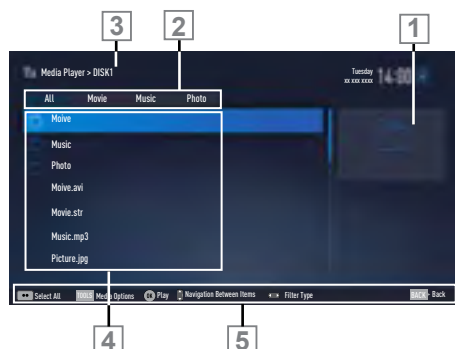 3
2
1
Media Player > DISK1
Tuesday
xx xxx xxxx
14:00
All Movie Music Photo
Moive
Music
Photo
Moive.avi
Movie.str
Music.mp3
Picture.jpg
Select All TOOLS Media Options OK Play Navigation Between Items Filter Type BACK - Back
4
5